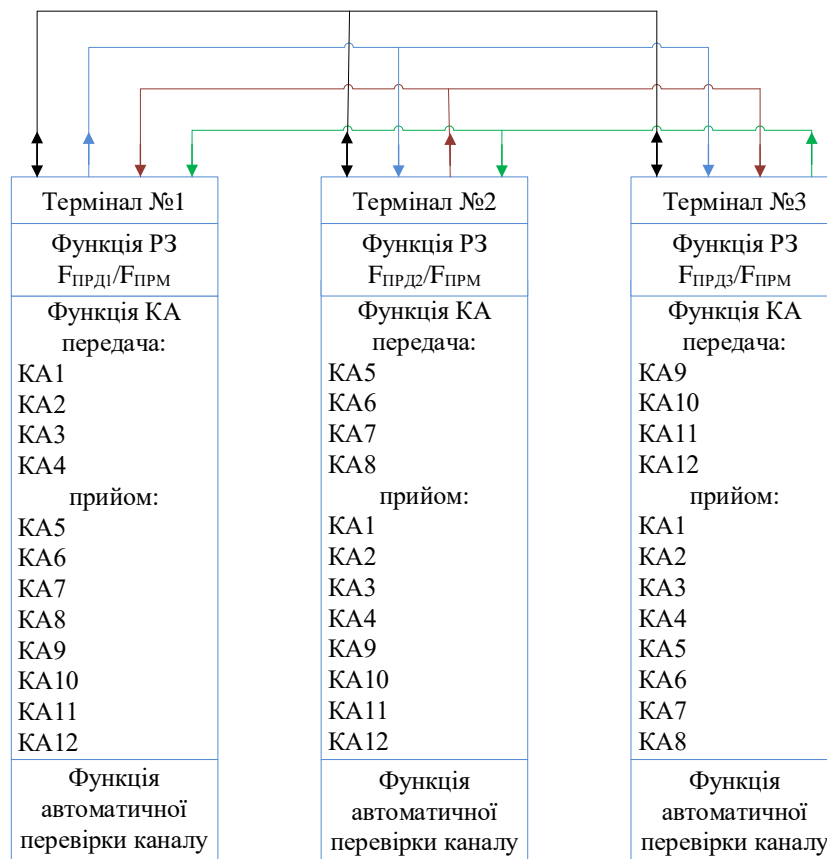 Термінал №1
Функція РЗ
FПРД1/FПРМ
Функція КА
передача:
КА1
КА2
КА3
КА4
прийом:
КА5
КА6
КА7
КА8
КА9
КА10
КА11
КА12
Функція
автоматичної
перевірки каналу
Термінал №2
Функція РЗ
FПРД2/FПРМ
Функція КА
передача:
КА5
КА6
КА7
КА8
прийом:
КА1
КА2
КА3
КА4
КА9
КА10
КА11
КА12
Функція
автоматичної
перевірки каналу
Термінал №3
Функція РЗ
FПРД3/FПРМ
Функція КА
передача:
КА9
КА10
КА11
КА12
прийом:
КА1
КА2
КА3
КА4
КА5
КА6
КА7
КА8
Функція
автоматичної
перевірки каналу